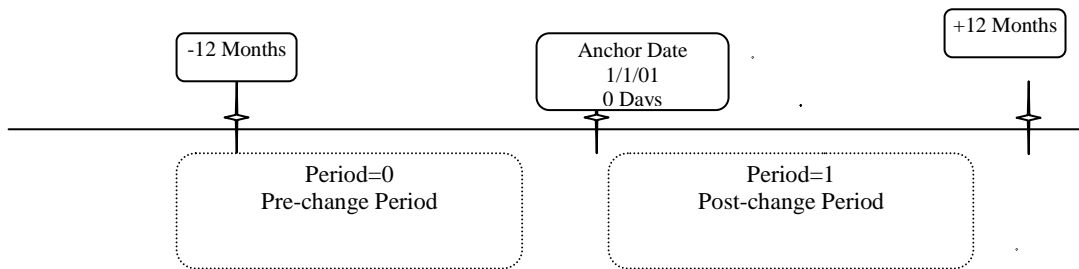 -12 Months
Anchor Date
1/1/01
0 Days
+12 Months
Period=0
Pre-change Period
Period=1
Post-change Period